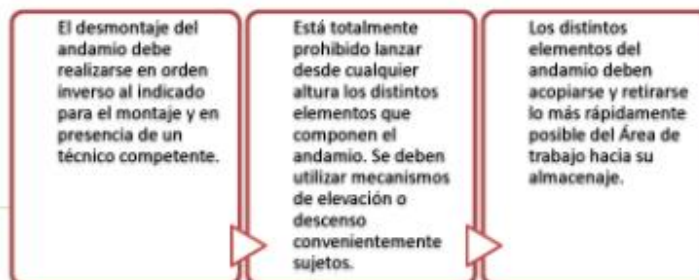 El desmontaje del
andamio debe
realizarse en orden
inverso al indicado
para el montaje y en
presencia de un
técnico competente.
Está totalmente
prohibido lanzar
desde cualquier
altura los distintos
elementos que
componen el
andamio. Se deben
utilizar mecanismos
de elevación o
descenso
convenientemente
sujetos.
Los distintos
elementos del
andamio deben
acopiarse y retirarse
lo más rápidamente
posible del Área de
trabajo hacia su
almacenaje.